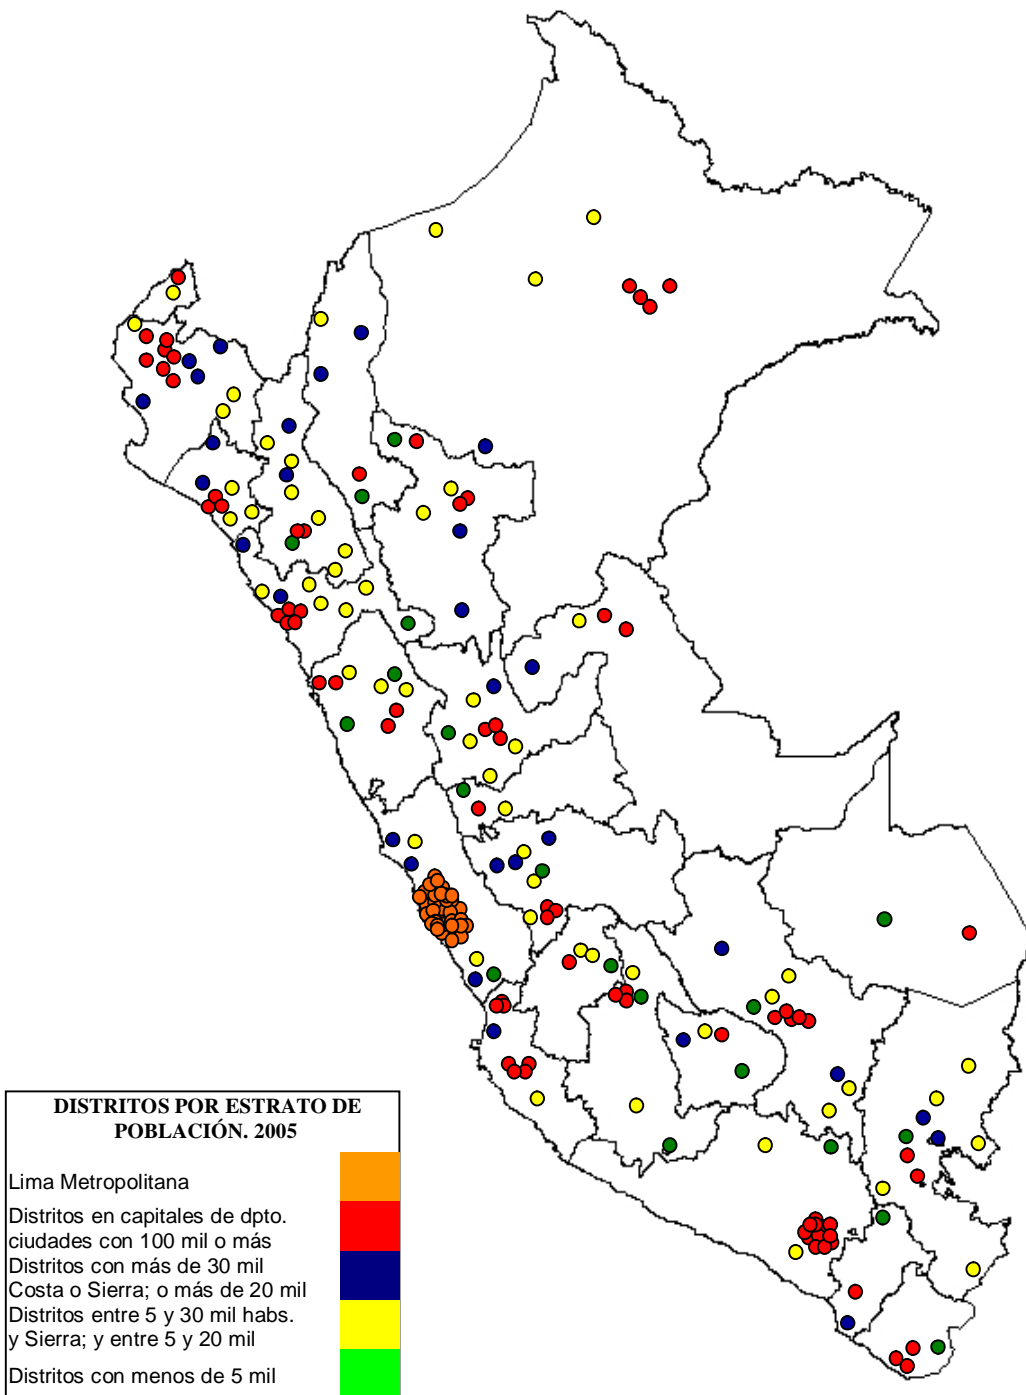 DISTRITOS POR ESTRATO DE
POBLACIÓN. 2005
Lima Metropolitana
Distritos en capitales de dpto.
ciudades con 100 mil o más
Distritos con más de 30 mil
Costa o Sierra; o más de 20 mil
Distritos entre 5 y 30 mil habs.
y Sierra; y entre 5 y 20 mil
Distritos con menos de 5 mil